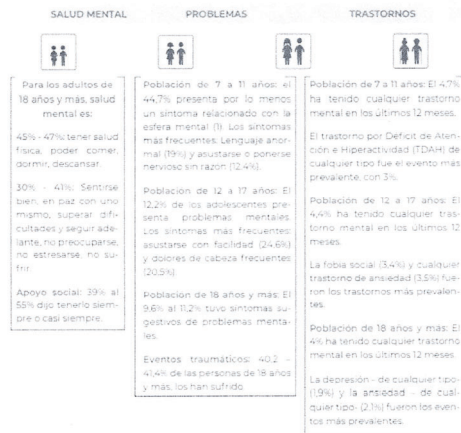 SALUD MENTAL
PROBLEMAS
TRASTORNOS
Para los adultos de
18 años y más, salud
mental es:
45% - 47%: tener salud
física, poder comer,
dormir, descansar.
30% - 41%: Sentirse
bien, en paz con uno
mismo, superar difi-
cultades y seguir ade-
lante, no preocuparse,
no estresarse, no su-
frir.
Apoyo social: 39% al
55% dijo tenerlo siem-
pre o casi siempre.
Población de 7 a 11 años: el
44,7% presenta por lo menos
un síntoma relacionado con la
esfera mental (1). Los síntomas
más frecuentes: Lenguaje anor-
mal (19%) y asustarse o ponerse
nervioso sin razón (12.4%).
Población de 12 a 17 años: El
12,2% de los adolescentes pre-
senta problemas mentales.
Los síntomas más frecuentes:
asustarse con facilidad (24.6%)
y dolores de cabeza frecuentes
(20.5%)
Población de 18 años y más: El
9,6% al 11,2% tuvo síntomas su-
gestivos de problemas menta-
les.
Eventos traumáticos: 40.2 –
41,4% de las personas de 18 años
y más, los han sufrido
Población de 7 a 11 años: El 4.7%
ha tenido cualquier trastorno
mental en los últimos 12 meses.
El trastorno por Déficit de Aten-
ción e Hiperactividad (TDAH) de
cualquier tipo fue el evento más
prevalente, con 3%.
Población de 12 a 17 años: El
4,4% ha tenido cualquier tras-
torno mental en los últimos 12
meses.
La fobia social (3,4%) y cualquier
trastorno de ansiedad (3.5%) fue-
ron los trastornos más prevalen-
tes.
Población de 18 años y más: El
4% ha tenido cualquier trastorno
mental en los últimos 12 meses
La depresión - de cualquier tipo-
(1,9%) y la ansiedad - de cual-
quier tipo- (2.1%) fueron los even-
tos más prevalentes.